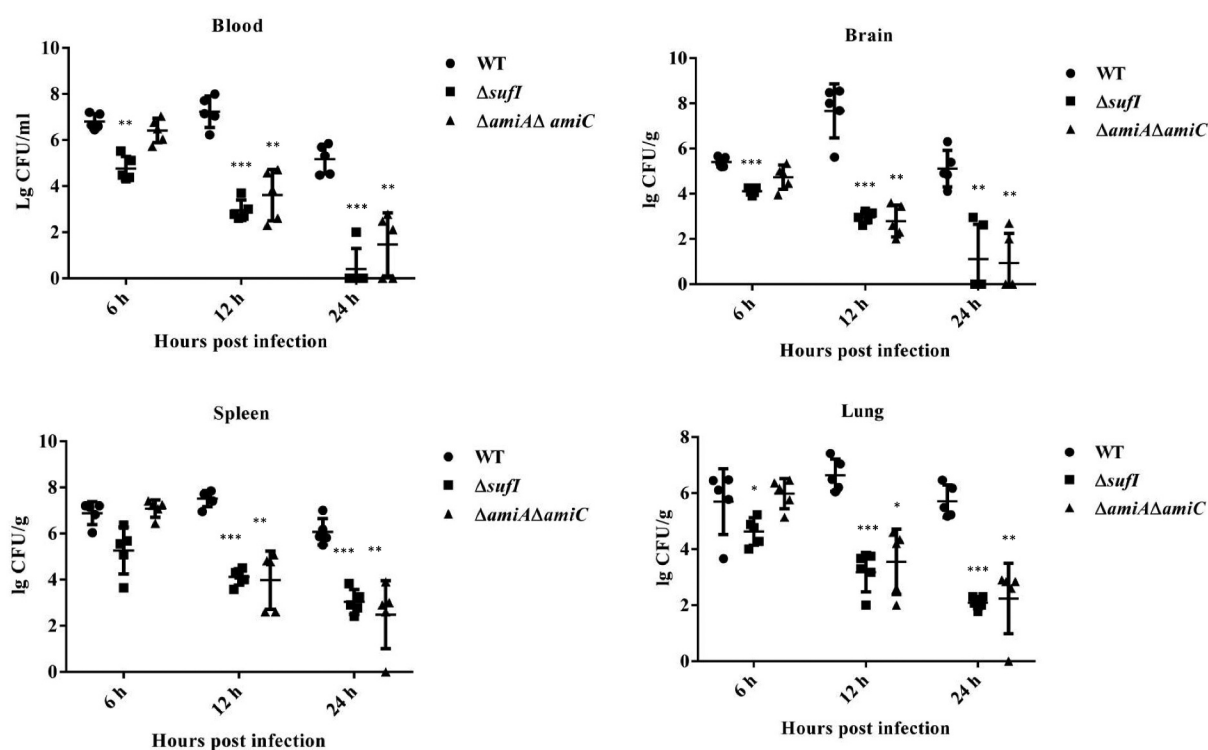 Blood
10
8
6
4
2
0
Lg CFU/ml
**
***
**
***
**
6 h
12 h
24 h
Hours post infection
WT
ΔsufI
ΔamiAΔ amiC
Brain
10
8
6
4
2
0
lg CFU/g
***
***
**
**
**
6 h
12 h
24 h
Hours post infection
WT
ΔsufI
ΔamiAΔamiC
Spleen
10
8
6
4
2
0
lg CFU/g
***
**
***
**
6 h
12 h
24 h
Hours post infection
WT
ΔsufI
ΔamiAΔamiC
Lung
8
6
4
2
0
lg CFU/g
*
***
*
***
**
6 h
12 h
24 h
Hours post infection
WT
ΔsufI
ΔamiAΔamiC